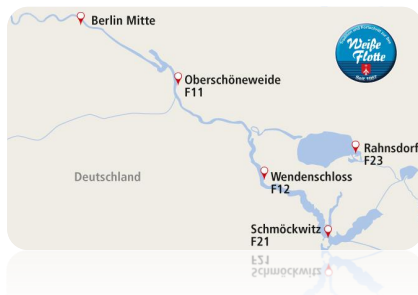 Berlin Mitte
Weiße
Flotte
Oberschöneweide
F11
Rahnsdorf
F23
Deutschland
Wendenschloss
F12
Schmöckwitz
F21